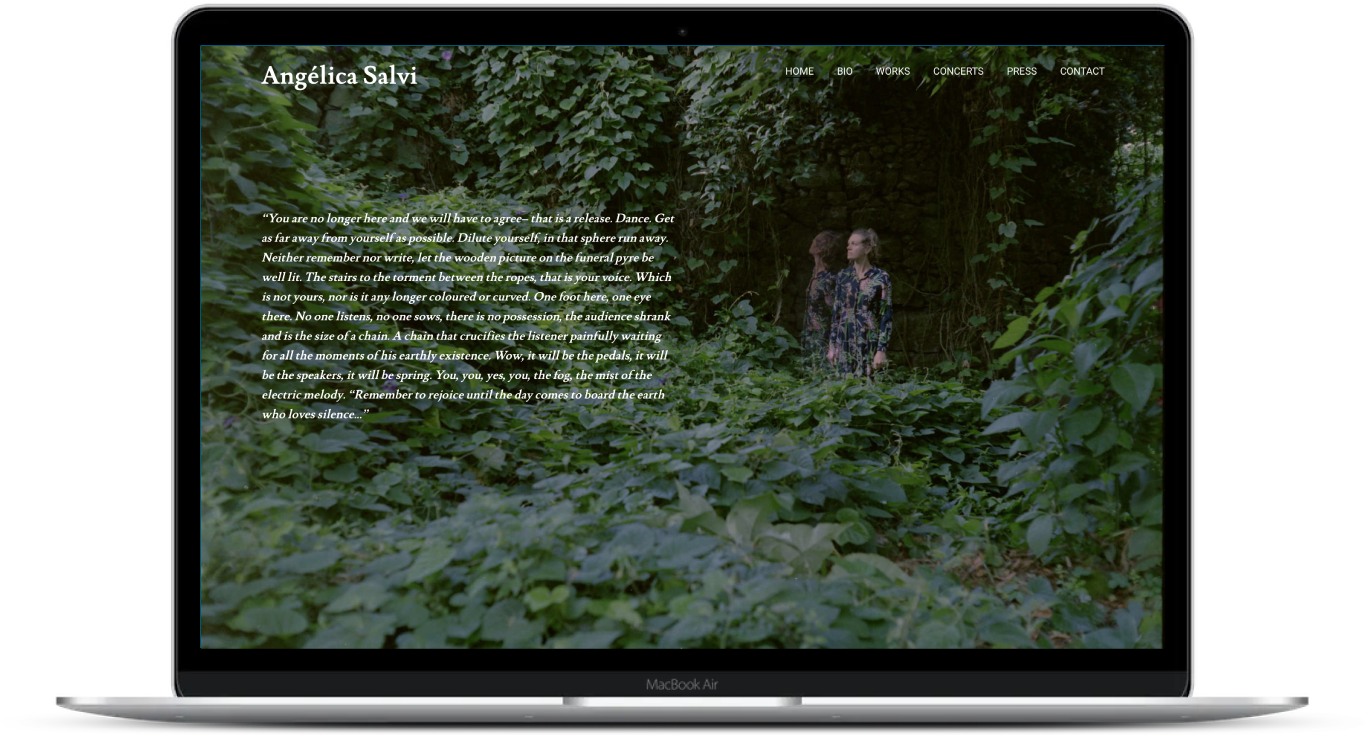 Angélica Salvi
HOME BIO WORKS CONCERTS PRESS CONTACT
“You are no longer here and we will have to agree– that is a release. Dance. Get
as far away from yourself as possible. Dilute yourself, in that sphere run away.
Neither remember nor write, let the wooden picture on the funeral pyre be
well lit. The stairs to the torment between the ropes, that is your voice. Which
is not yours, nor is it any longer coloured or curved. One foot here, one eye
there. No one listens, no one sows, there is no possession, the audience shrank
and is the size of a chain. A chain that crucifies the listener painfully waiting
for all the moments of his earthly existence. Wow, it will be the pedals, it will
be the speakers, it will be spring. You, you, yes, you, the fog, the mist of the
electric melody. “Remember to rejoice until the day comes to board the earth
who loves silence...”
MacBook Air